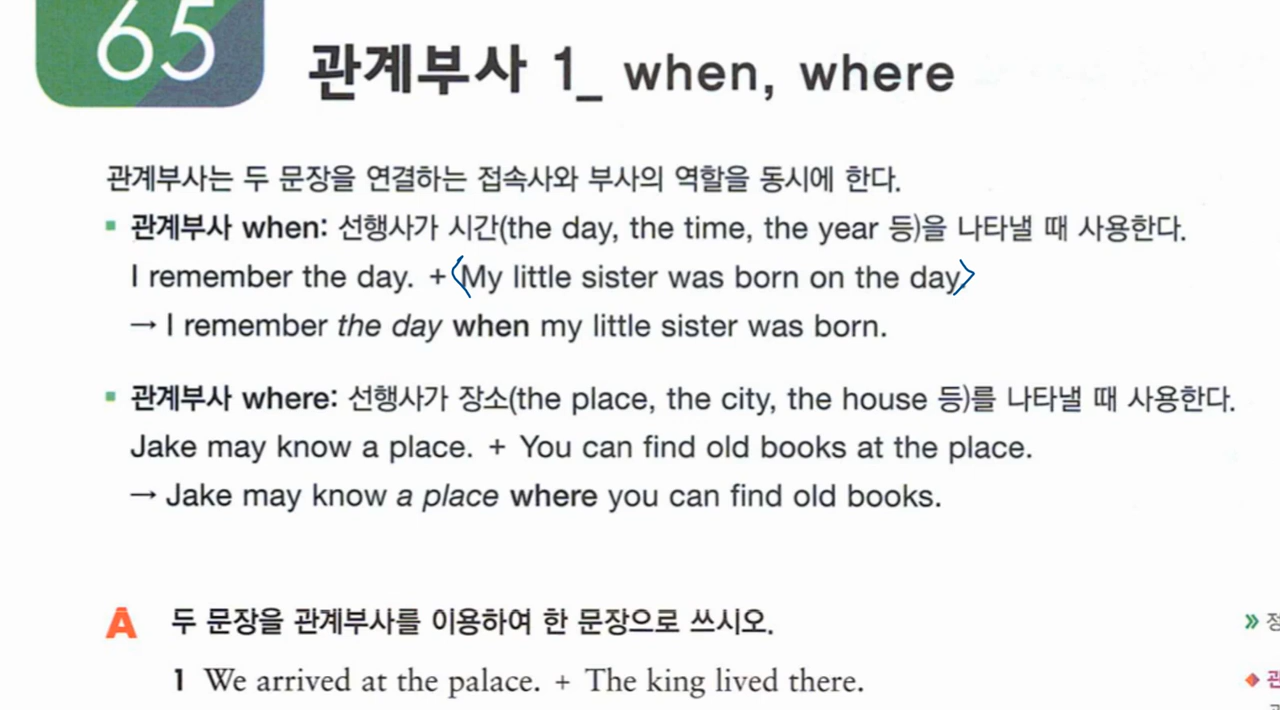 65
관계부사 1_ when, where
관계부사는 두 문장을 연결하는 접속사와 부사의 역할을 동시에 한다.
▪ 관계부사 when: 선행사가 시간(the day, the time, the year 등)을 나타낼 때 사용한다.
I remember the day. + <My little sister was born on the day.>
→ I remember the day when my little sister was born.
▪ 관계부사 where: 선행사가 장소(the place, the city, the house 등)를 나타낼 때 사용한다.
Jake may know a place. + You can find old books at the place.
→ Jake may know a place where you can find old books.
A 두 문장을 관계부사를 이용하여 한 문장으로 쓰시오.
1 We arrived at the palace. + The king lived there.